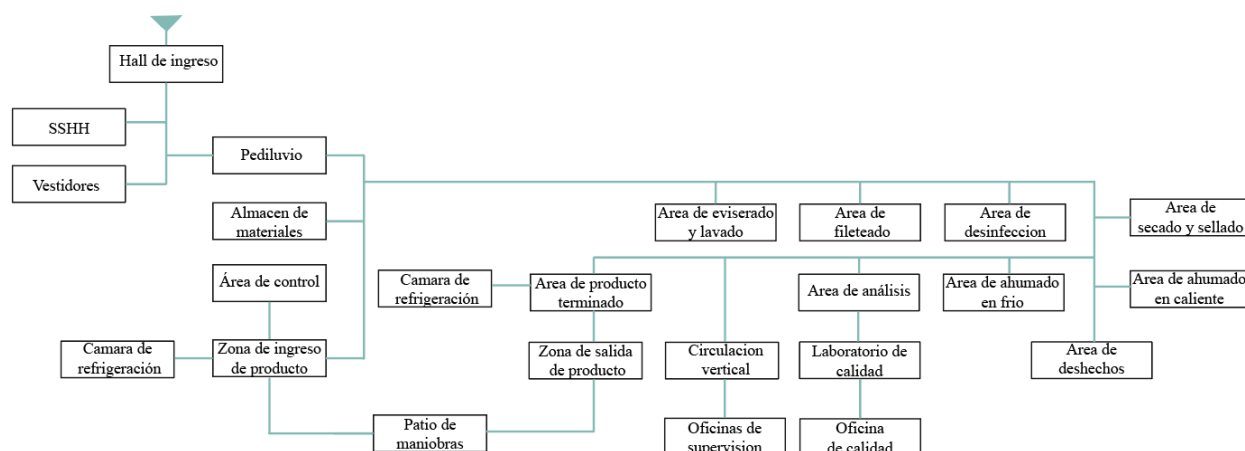 Hall de ingreso
SSHH
Pediluvio
Vestidores
Almacen de
materiales
Area de eviserado
y lavado
Area de
fileteado
Area de
desinfeccion
Area de
secado y sellado
Área de control
Camara de
refrigeración
Area de producto
terminado
Area de análisis
Area de ahumado
en frio
Area de ahumado
en caliente
Camara de
refrigeración
Zona de ingreso
de producto
Zona de salida
de producto
Circulacion
vertical
Laboratorio de
calidad
Area de
deshechos
Patio de
maniobras
Oficinas de
supervision
Oficina
de calidad